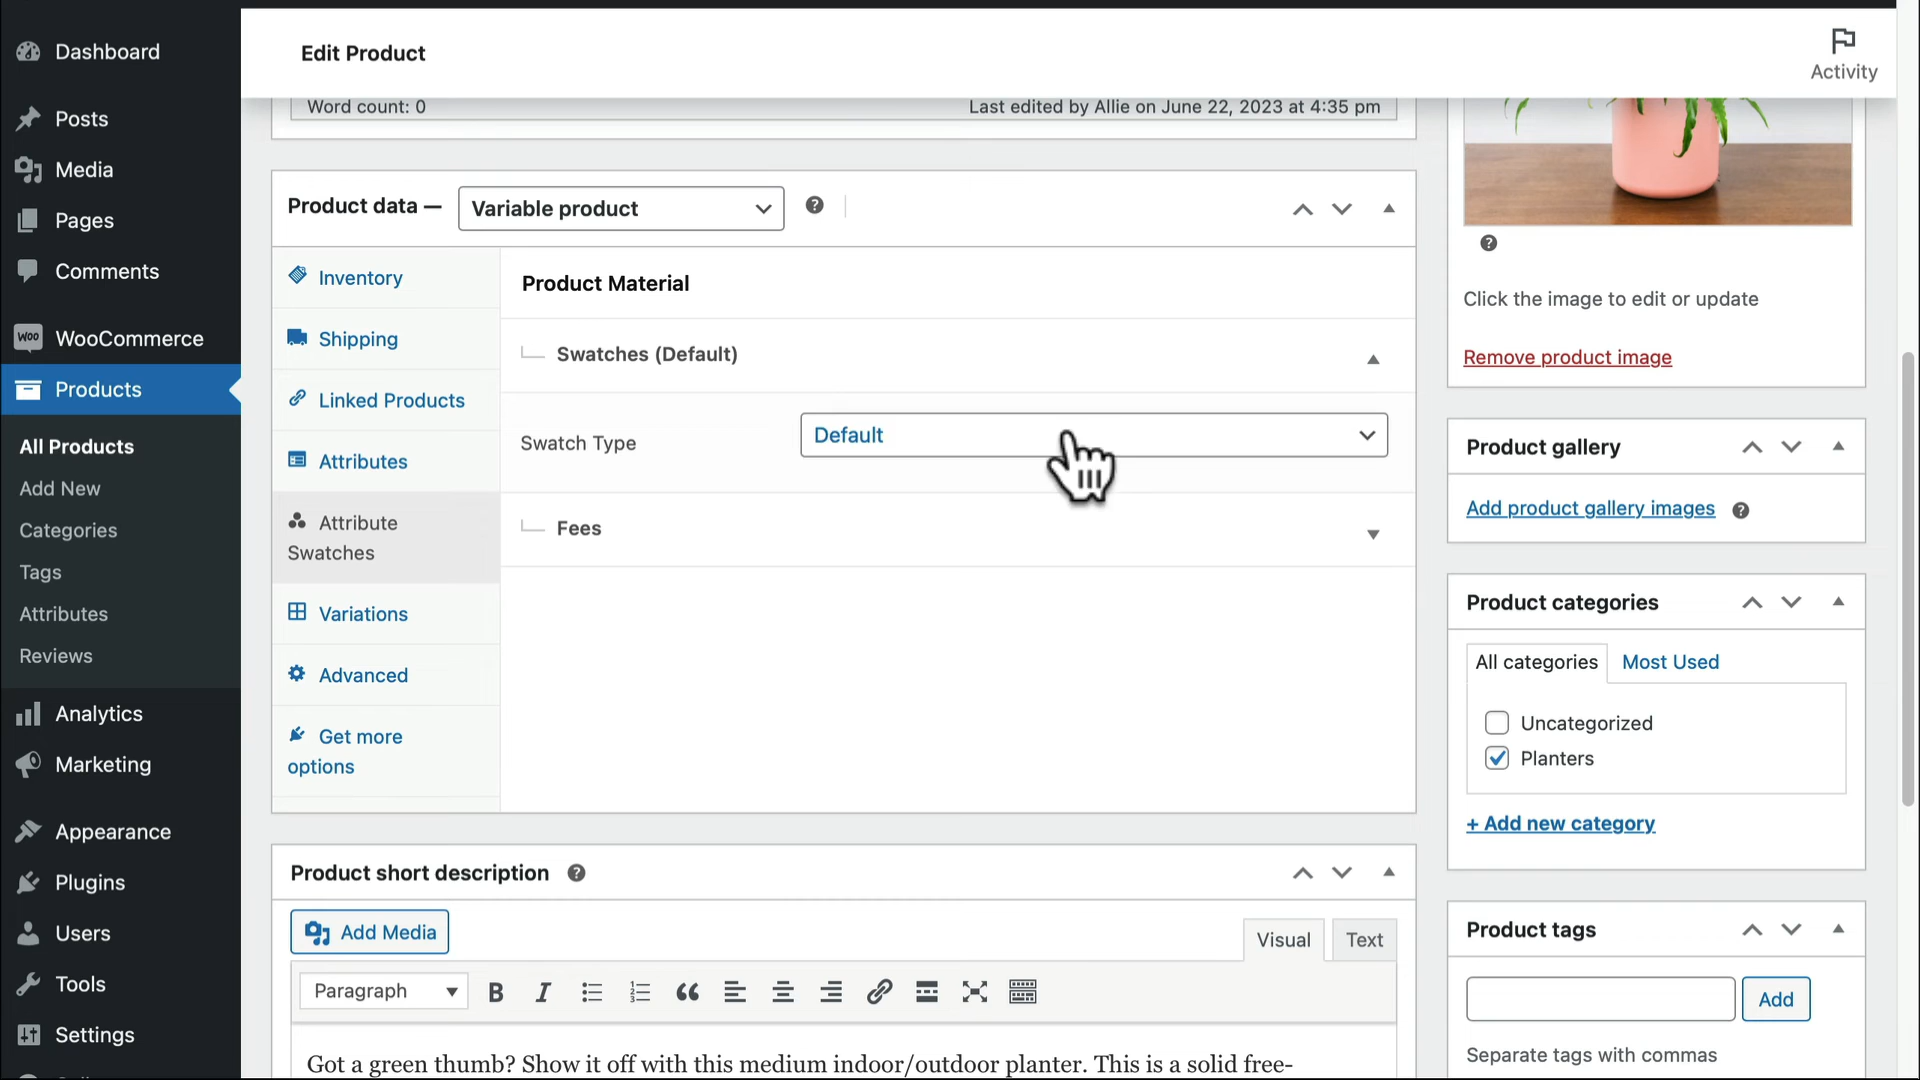 Dashboard
Posts
Media
Pages
Comments
WOO WooCommerce
Products
All Products
Add New
Categories
Tags
Attributes
Reviews
Analytics
Marketing
Appearance
Plugins
Users
Tools
Settings
Edit Product
Activity
Word count: 0
Last edited by Allie on June 22, 2023 at 4:35 pm
Product data —
Variable product
Inventory
Shipping
Linked Products
Attributes
Attribute
Swatches
Variations
Advanced
Get more
options
Product Material
Swatches (Default)
Swatch Type
Default
Fees
Product short description
Add Media
Visual
Text
Paragraph
Got a green thumb? Show it off with this medium indoor/outdoor planter. This is a solid free-
Click the image to edit or update
Remove product image
Product gallery
Add product gallery images
Product categories
All categories
Most Used
Uncategorized
Planters
+ Add new category
Product tags
Add
Separate tags with commas